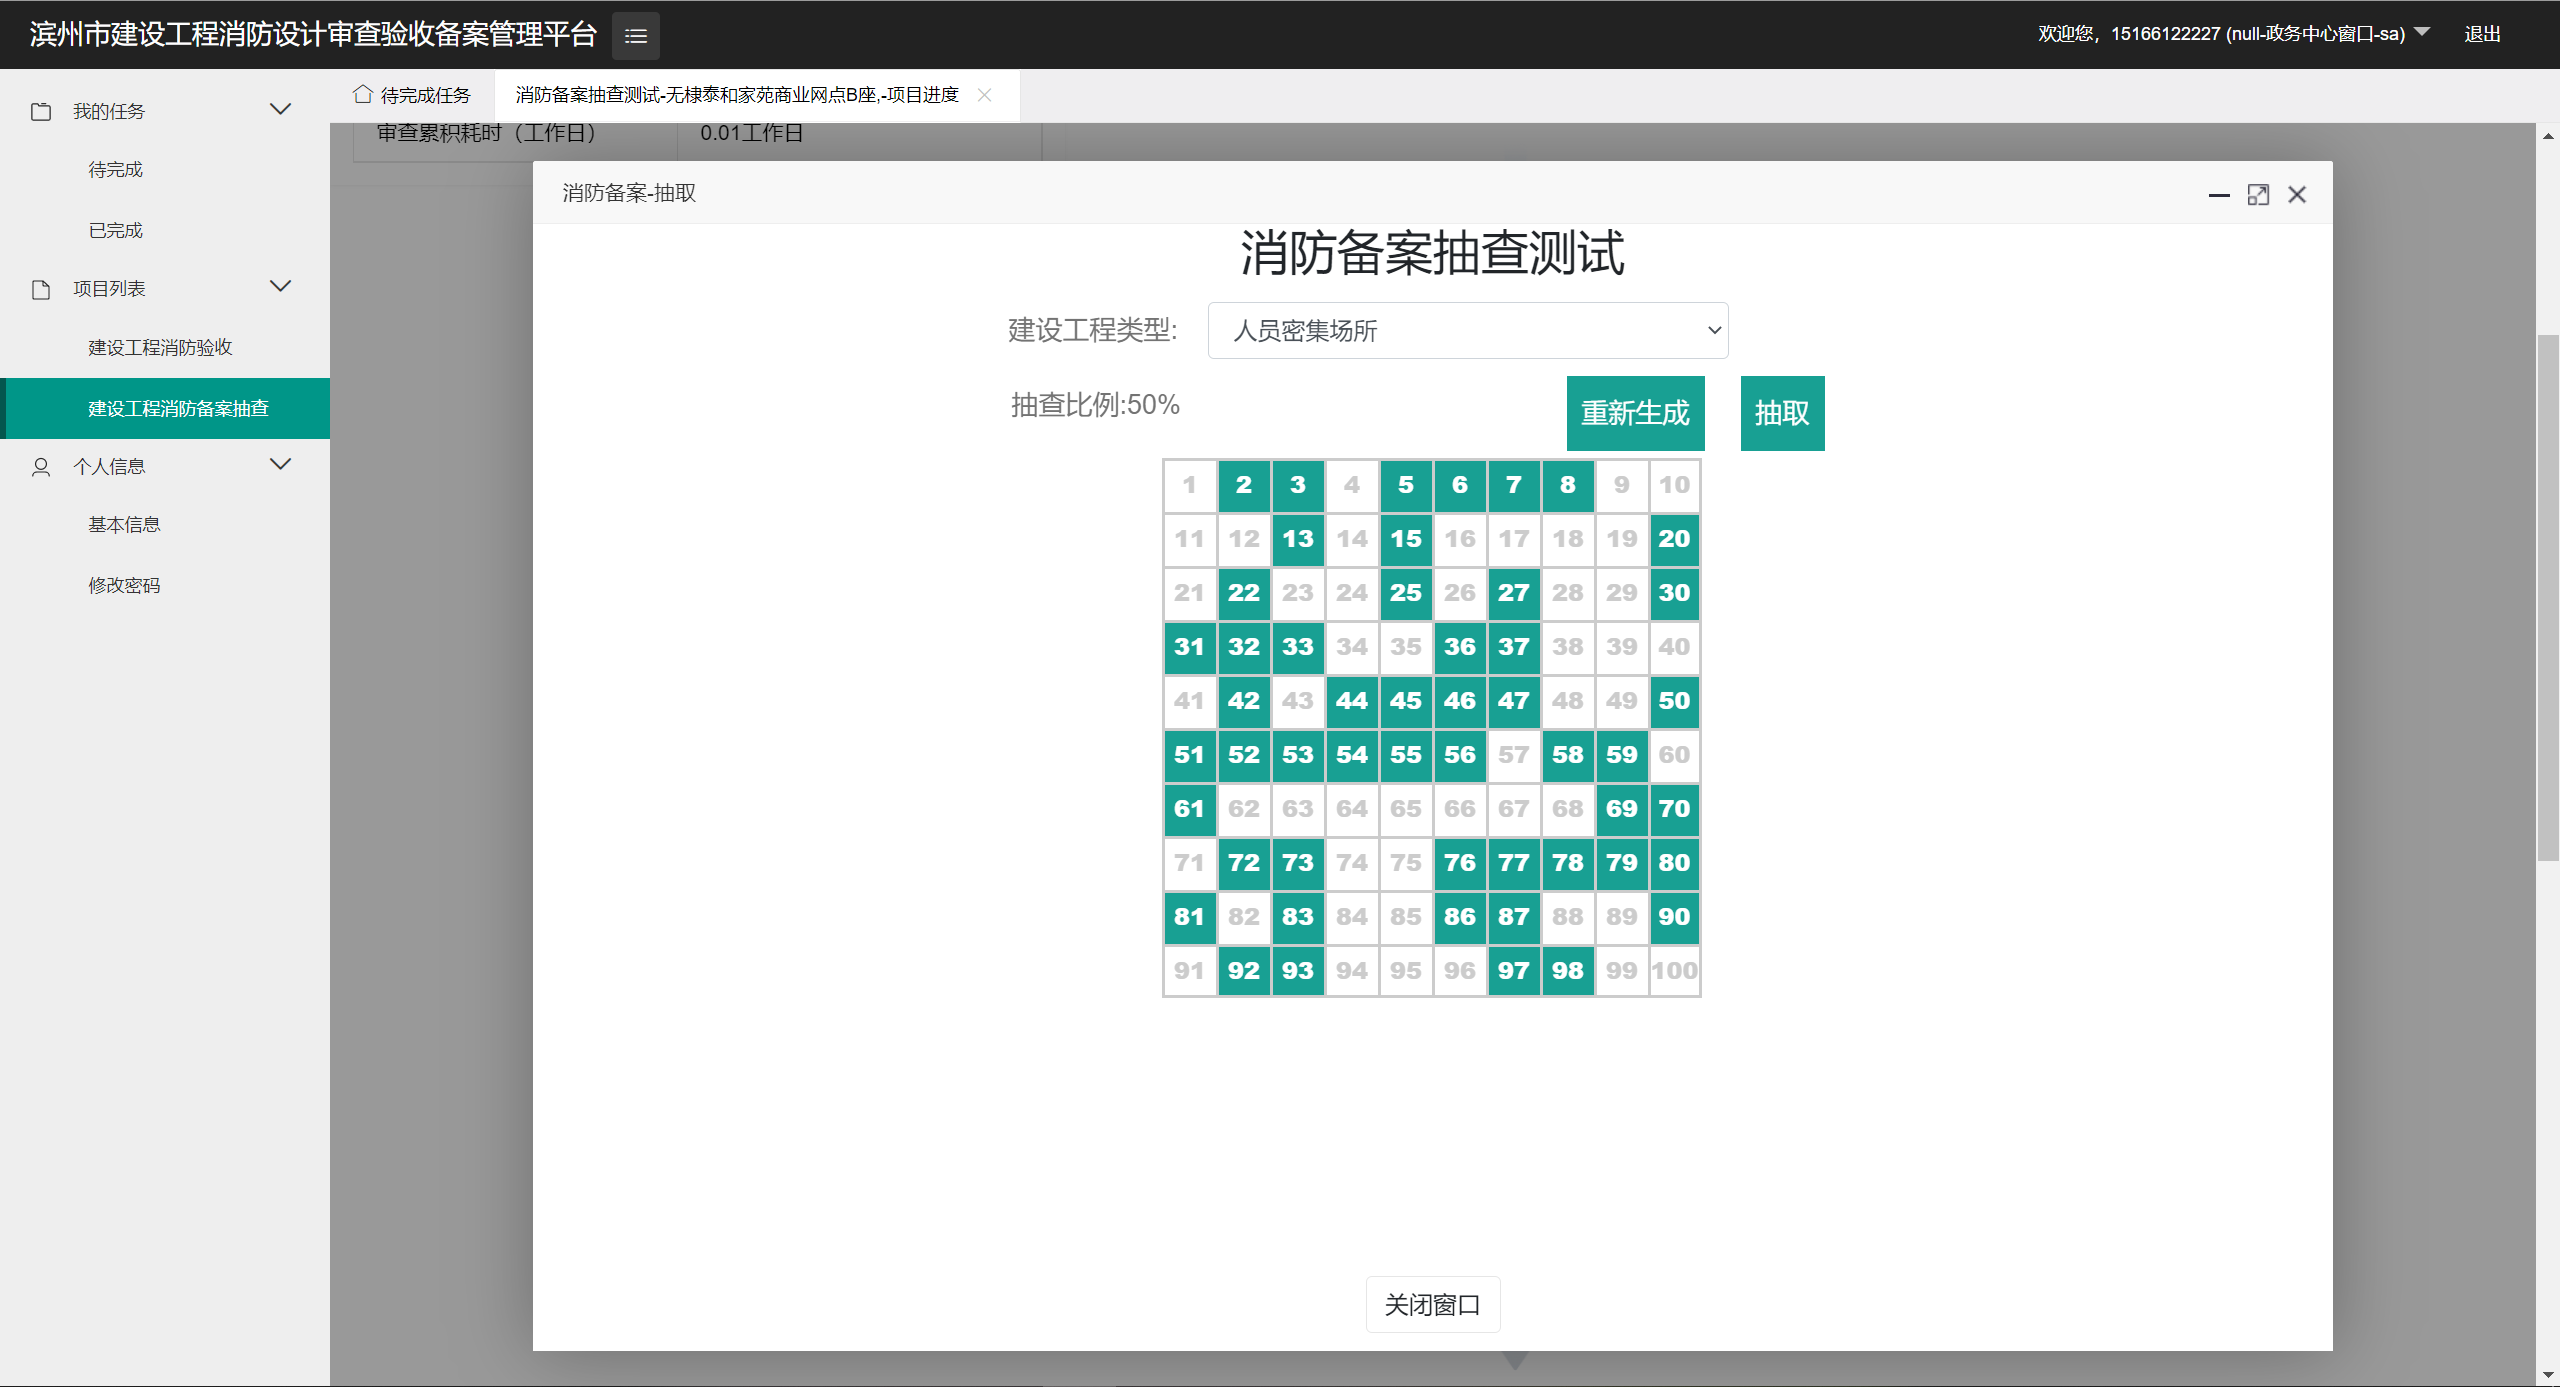 滨州市建设工程消防设计审查验收备案管理平台
欢迎您，15166122227 (null-政务中心窗口-sa)
退出
我的任务
待完成
已完成
项目列表
建设工程消防验收
建设工程消防备案抽查
个人信息
基本信息
修改密码
待完成任务
消防备案抽查测试-无棣泰和家苑商业网点B座,-项目进度
审查累积耗时（工作日） 0.01工作日
消防备案-抽取
消防备案抽查测试
建设工程类型: 人员密集场所
抽查比例:50%
重新生成
抽取
1 2 3 4 5 6 7 8 9 10
11 12 13 14 15 16 17 18 19 20
21 22 23 24 25 26 27 28 29 30
31 32 33 34 35 36 37 38 39 40
41 42 43 44 45 46 47 48 49 50
51 52 53 54 55 56 57 58 59 60
61 62 63 64 65 66 67 68 69 70
71 72 73 74 75 76 77 78 79 80
81 82 83 84 85 86 87 88 89 90
91 92 93 94 95 96 97 98 99 100
关闭窗口